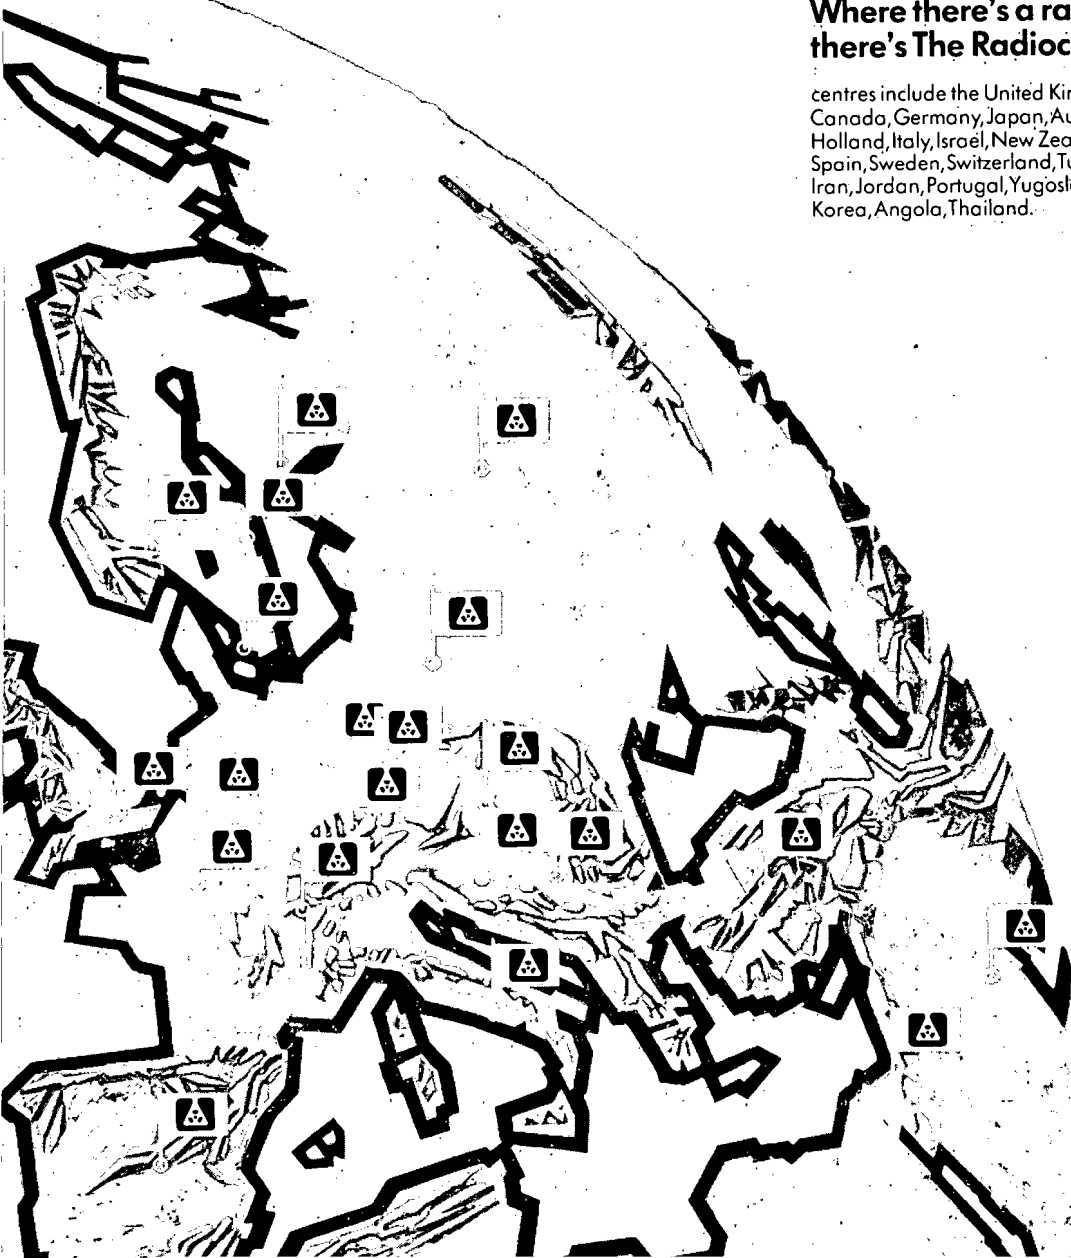 Where there's a ra
there's The Radioc
centres include the United Kin
Canada, Germany, Japan, Au
Holland, Italy, Israel, New Zea
Spain, Sweden, Switzerland, Tu
Iran, Jordan, Portugal, Yugosl
Korea, Angola, Thailand.